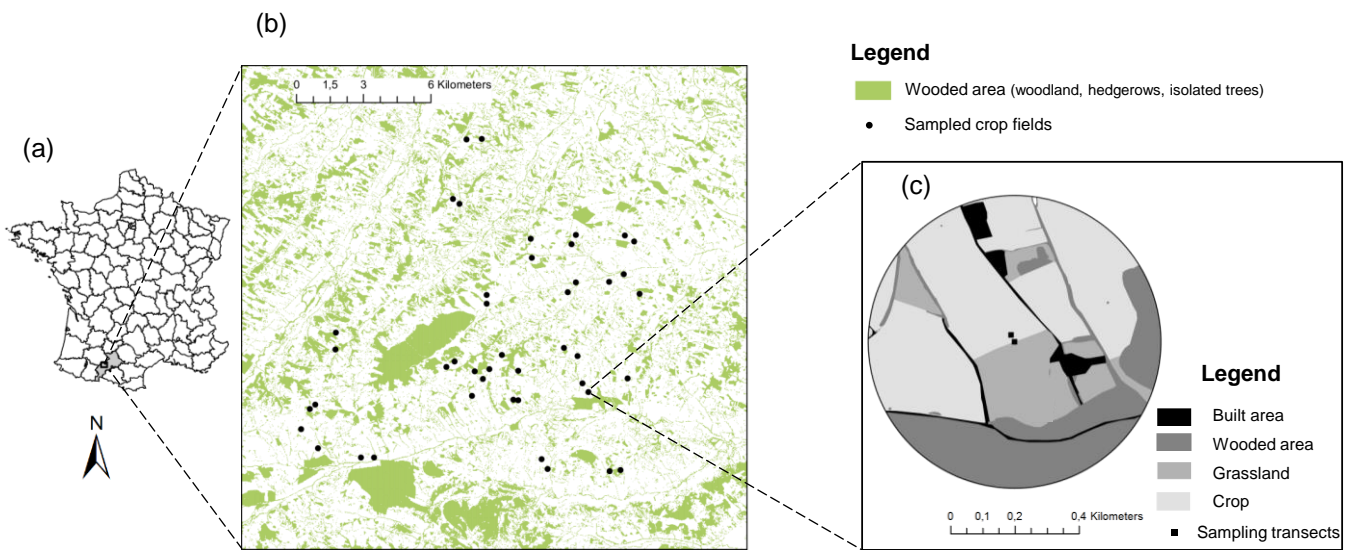 (a)
N
(b)
0 1,5 3 6 Kilometers
Legend
Wooded area (woodland, hedgerows, isolated trees)
Sampled crop fields
(c)
0 0,1 0,2 0,4 Kilometers
Legend
Built area
Wooded area
Grassland
Crop
Sampling transects